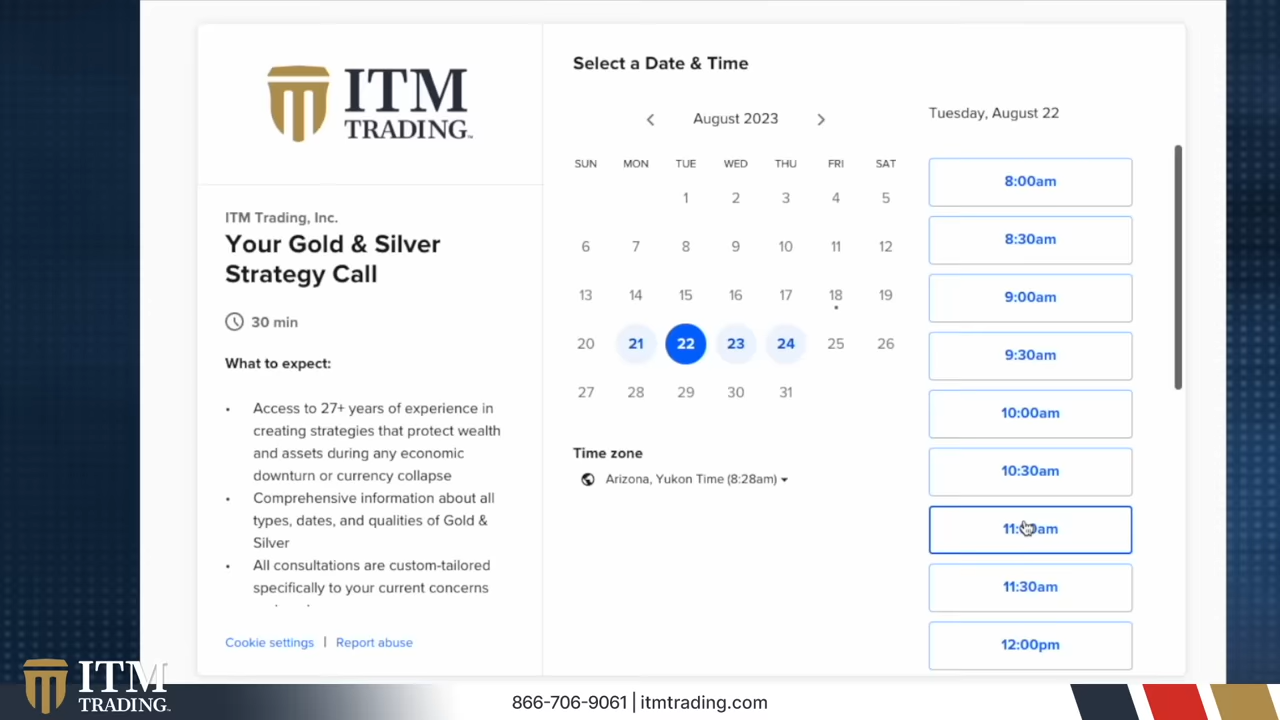 ITM
TRADING™
ITM Trading, Inc.
Your Gold & Silver
Strategy Call
30 min
What to expect:
• Access to 27+ years of experience in
creating strategies that protect wealth
and assets during any economic
downturn or currency collapse
• Comprehensive information about all
types, dates, and qualities of Gold &
Silver
• All consultations are custom-tailored
specifically to your current concerns
Cookie settings | Report abuse
Select a Date & Time
August 2023
SUN MON TUE WED THU FRI SAT
1 2 3 4 5
6 7 8 9 10 11 12
13 14 15 16 17 18 19
20 21 22 23 24 25 26
27 28 29 30 31
Time zone
Arizona, Yukon Time (8:28am)
Tuesday, August 22
8:00am
8:30am
9:00am
9:30am
10:00am
10:30am
11:00am
11:30am
12:00pm
ITM
TRADING™
866-706-9061 | itmtrading.com